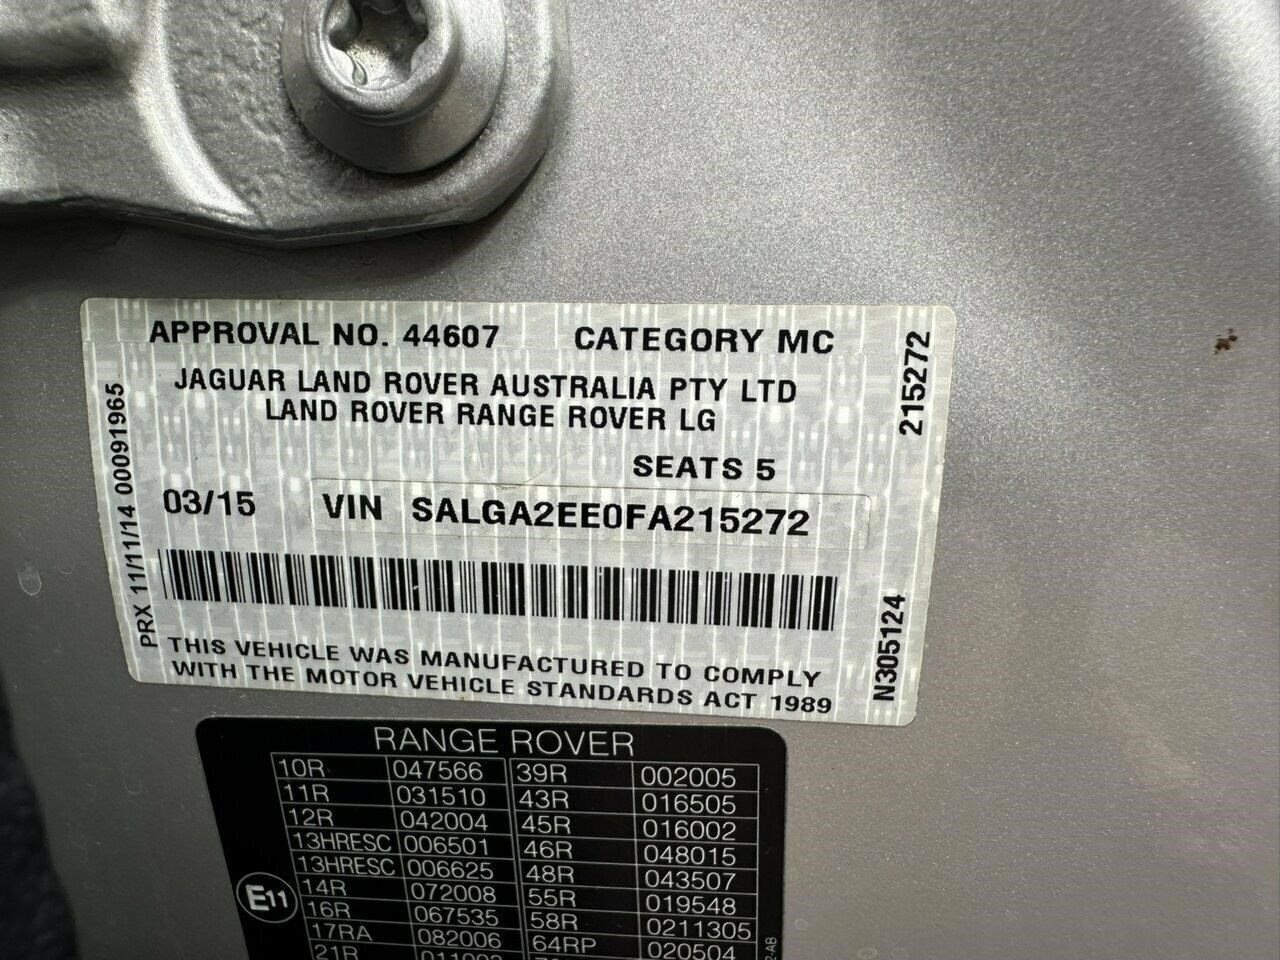 APPROVAL NO. 44607 CATEGORY MC
JAGUAR LAND ROVER AUSTRALIA PTY LTD
LAND ROVER RANGE ROVER LG
SEATS 5
03/15 VIN SALGA2EE0FA215272
THIS VEHICLE WAS MANUFACTURED TO COMPLY
WITH THE MOTOR VEHICLE STANDARDS ACT 1989
PRX 11/11/14 00091965
215272
N305124
RANGE ROVER
10R 047566 39R 002005
11R 031510 43R 016505
12R 042004 45R 016002
13HRESC 006501 46R 048015
13HRESC 006625 48R 043507
14R 072008 55R 019548
16R 067535 58R 0211305
17RA 082006 64RP 020504
21R
E11
2-AB